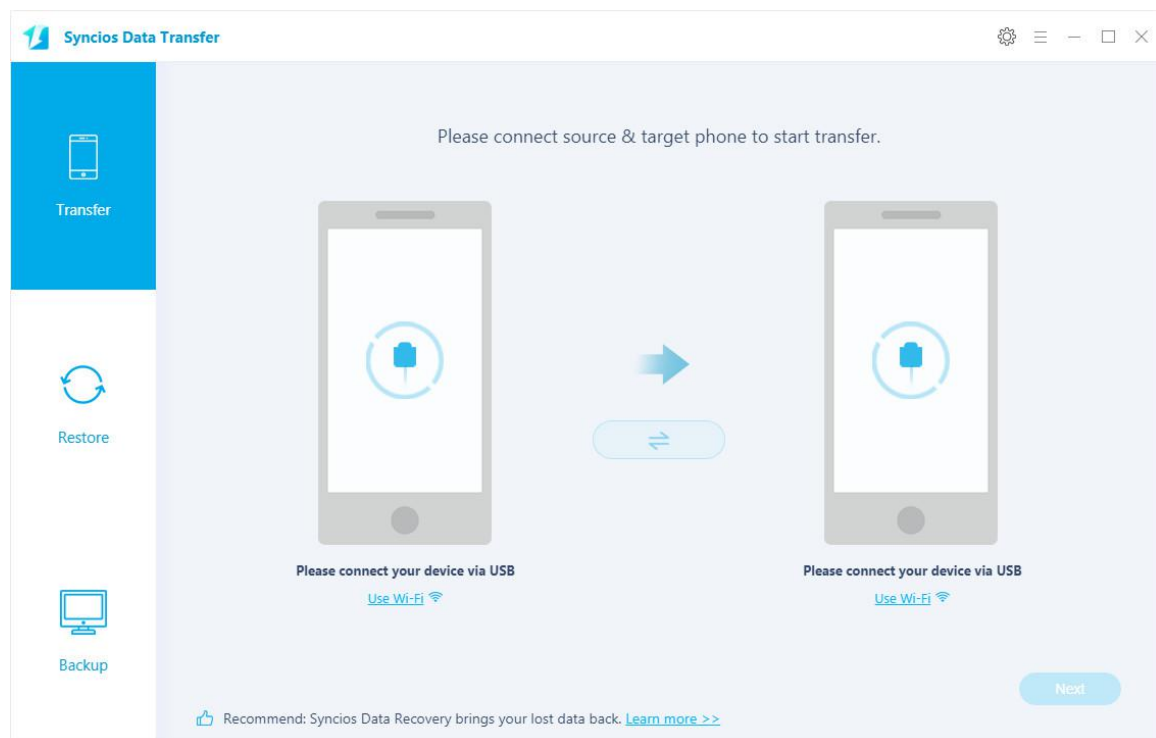 Syncios Data Transfer
Transfer
Restore
Backup
Please connect source & target phone to start transfer.
Please connect your device via USB
Use Wi-Fi
Please connect your device via USB
Use Wi-Fi
Next
Recommend: Syncios Data Recovery brings your lost data back. Learn more >>